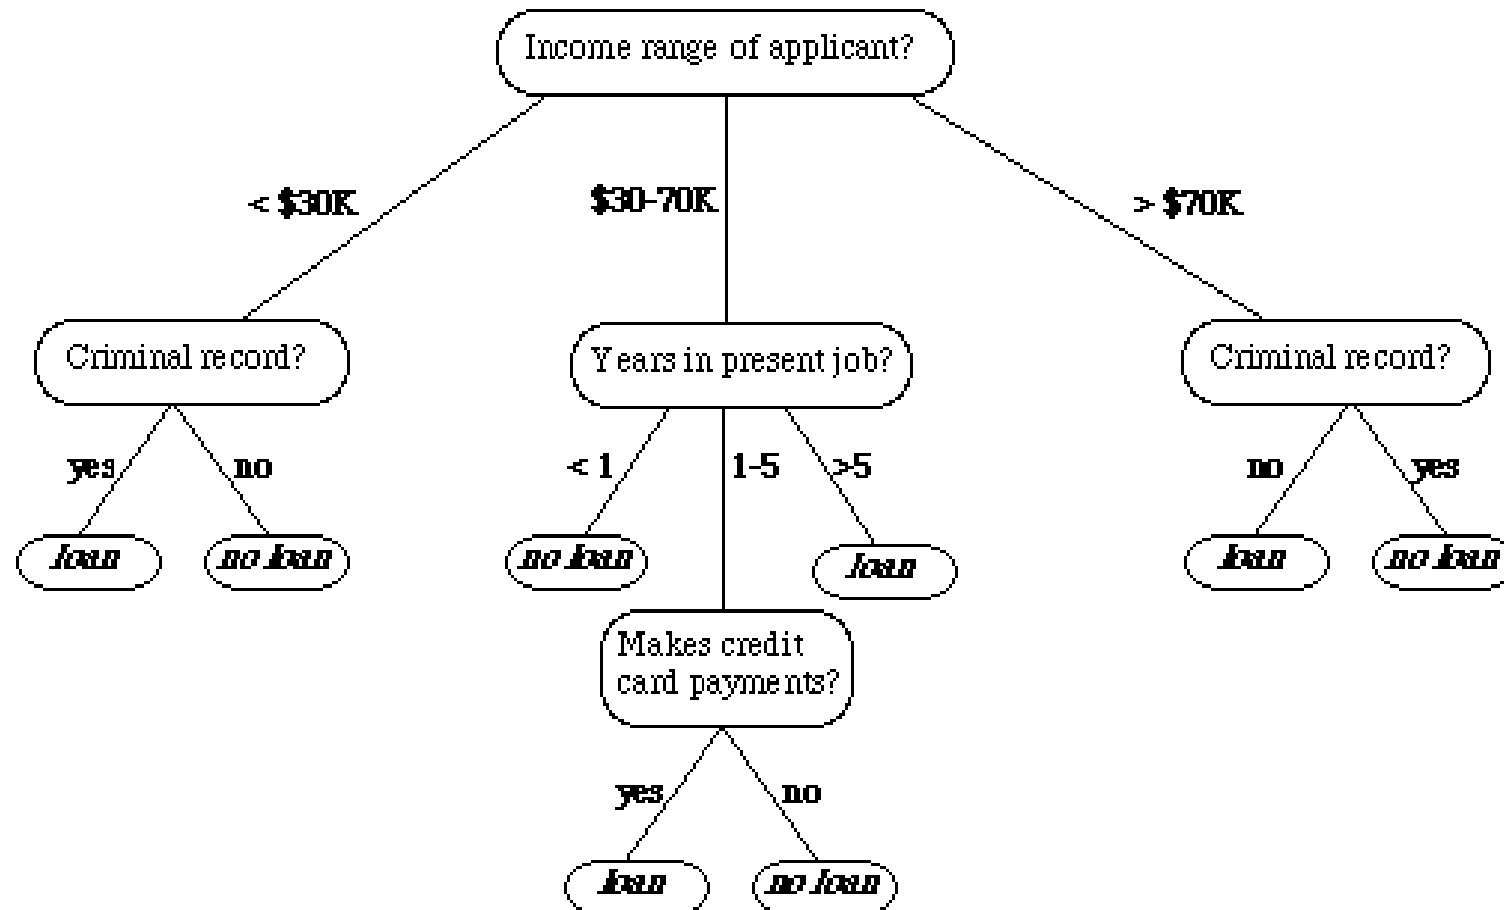 Income range of applicant?
< $30K
$30-70K
> $70K
Criminal record?
Years in present job?
Criminal record?
yes
no
< 1
1-5
>5
no
yes
loan
no loan
no loan
loan
loan
no loan
Makes credit
card payments?
yes
no
loan
no loan